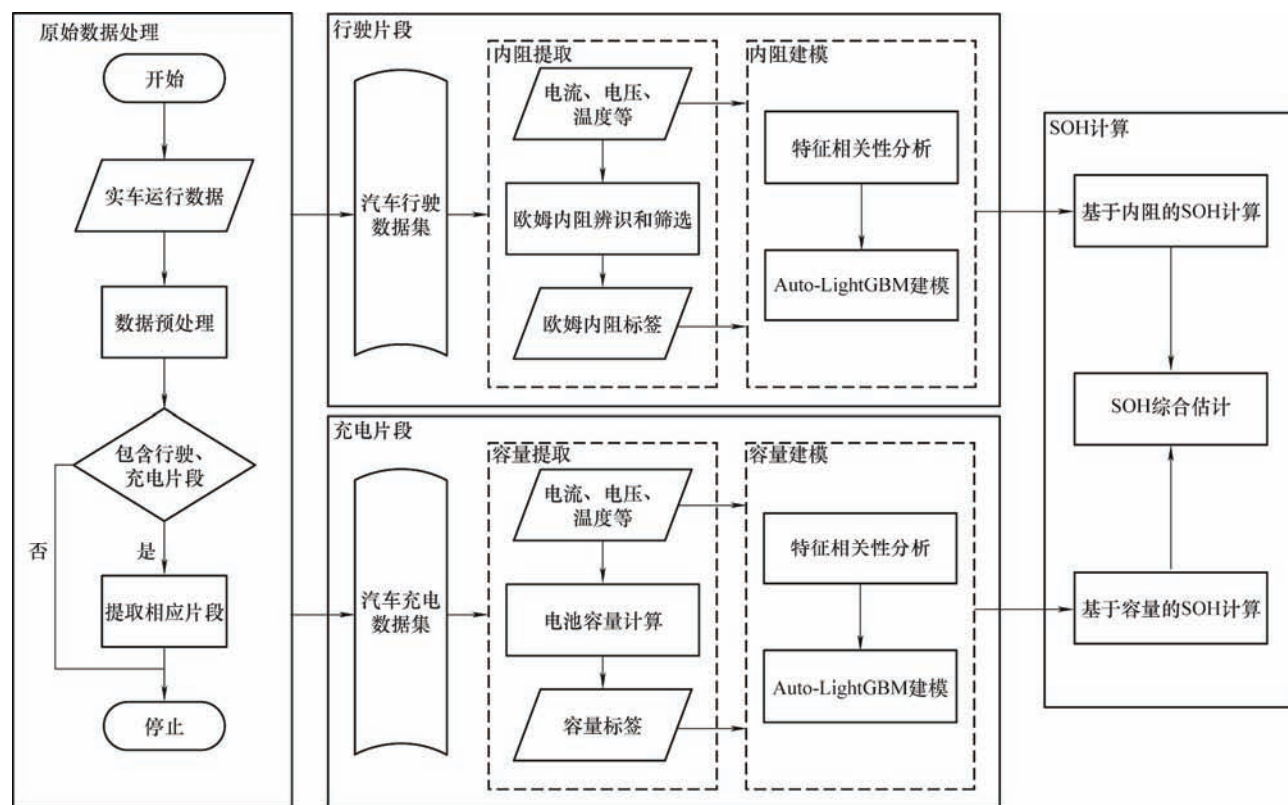 原始数据处理
开始
实车运行数据
数据预处理
包含行驶、
充电片段
否
是
提取相应片段
停止
行驶片段
汽车行驶
数据集
内阻提取
电流、电压、
温度等
欧姆内阻辨识和筛选
欧姆内阻标签
内阻建模
特征相关性分析
Auto-LightGBM建模
充电片段
汽车充电
数据集
容量提取
电流、电压、
温度等
电池容量计算
容量标签
容量建模
特征相关性分析
Auto-LightGBM建模
SOH计算
基于内阻的SOH计算
SOH综合估计
基于容量的SOH计算